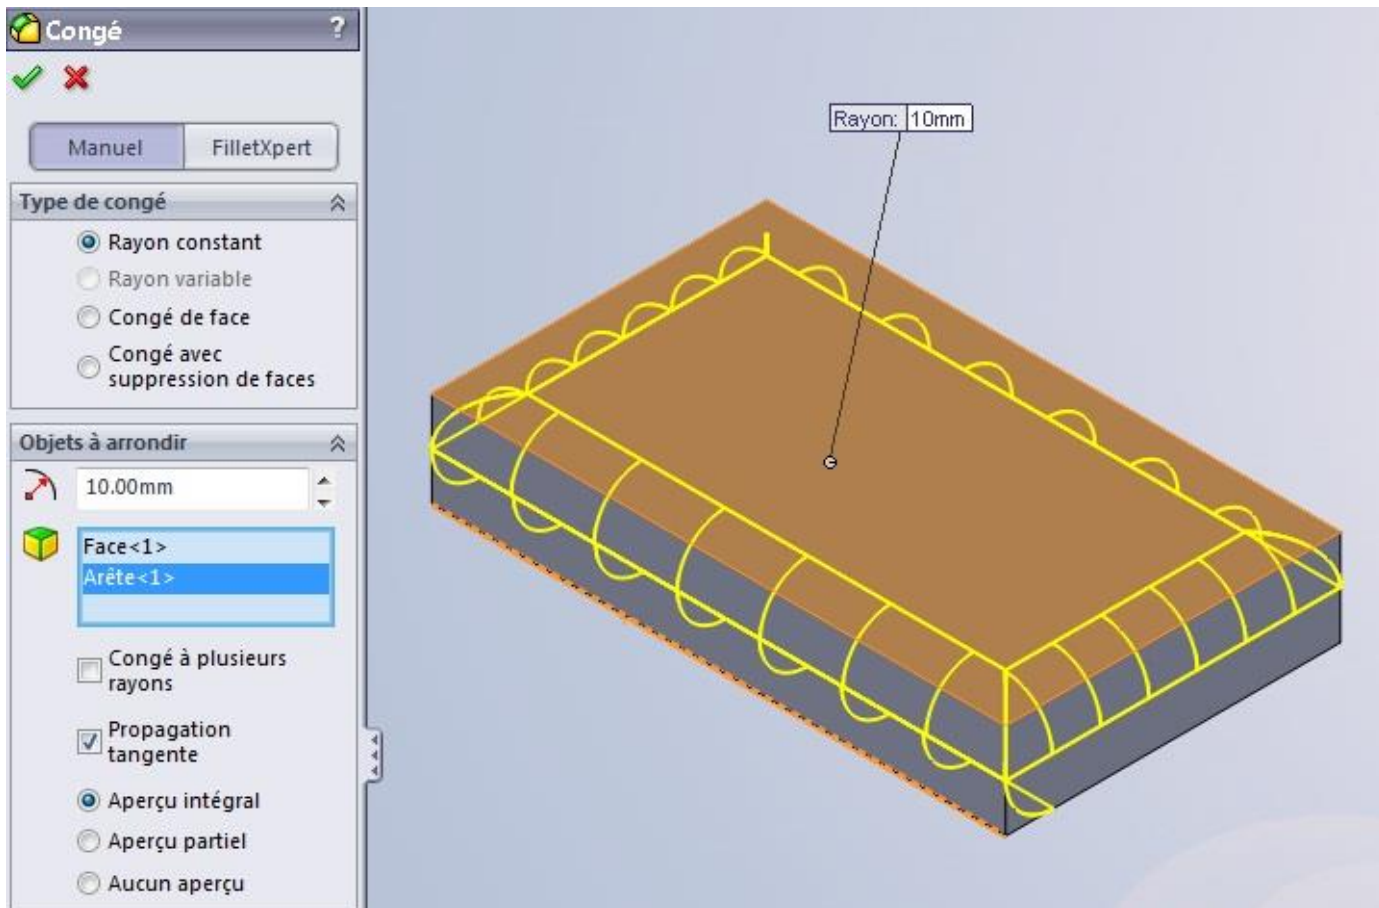 Congé ?
Manuel FilletXpert
Type de congé
Rayon constant
Rayon variable
Congé de face
Congé avec
suppression de faces
Objets à arrondir
10.00mm
Face<1>
Arête<1>
Congé à plusieurs
rayons
Propagation
tangente
Aperçu intégral
Aperçu partiel
Aucun aperçu
Rayon: 10mm